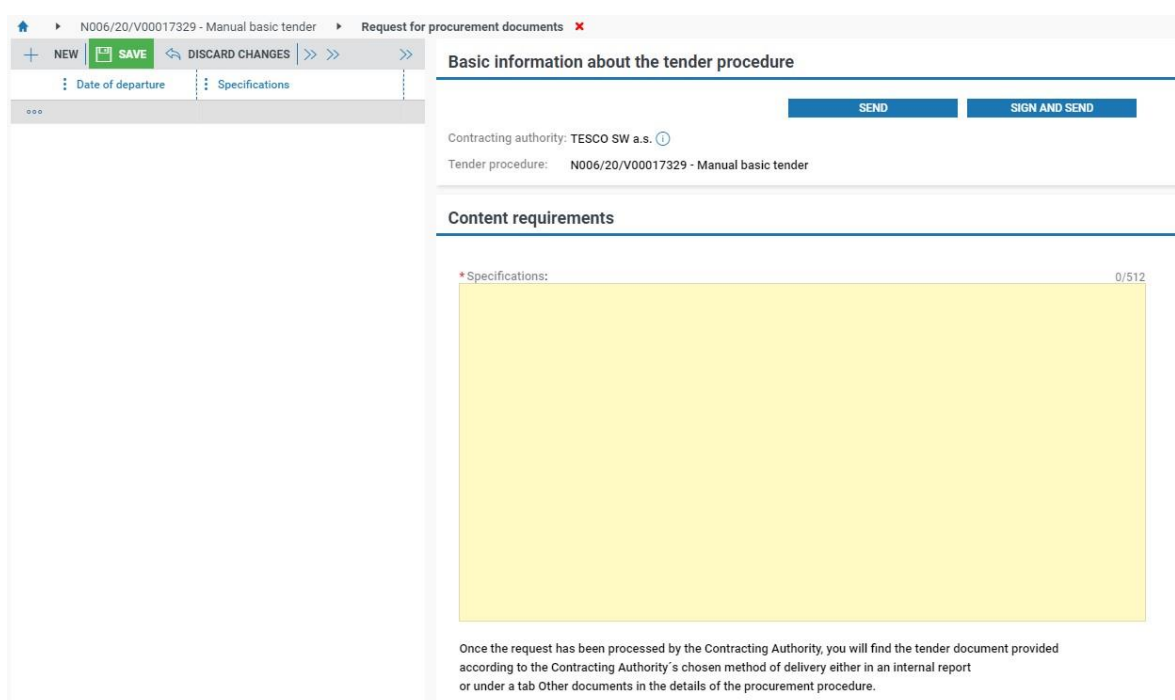 N006/20/V00017329 - Manual basic tender Request for procurement documents
NEW SAVE DISCARD CHANGES
Date of departure Specifications
Basic information about the tender procedure
SEND SIGN AND SEND
Contracting authority: TESCO SW a.s.
Tender procedure: N006/20/V00017329 - Manual basic tender
Content requirements
* Specifications: 0/512
Once the request has been processed by the Contracting Authority, you will find the tender document provided
according to the Contracting Authority´s chosen method of delivery either in an internal report
or under a tab Other documents in the details of the procurement procedure.